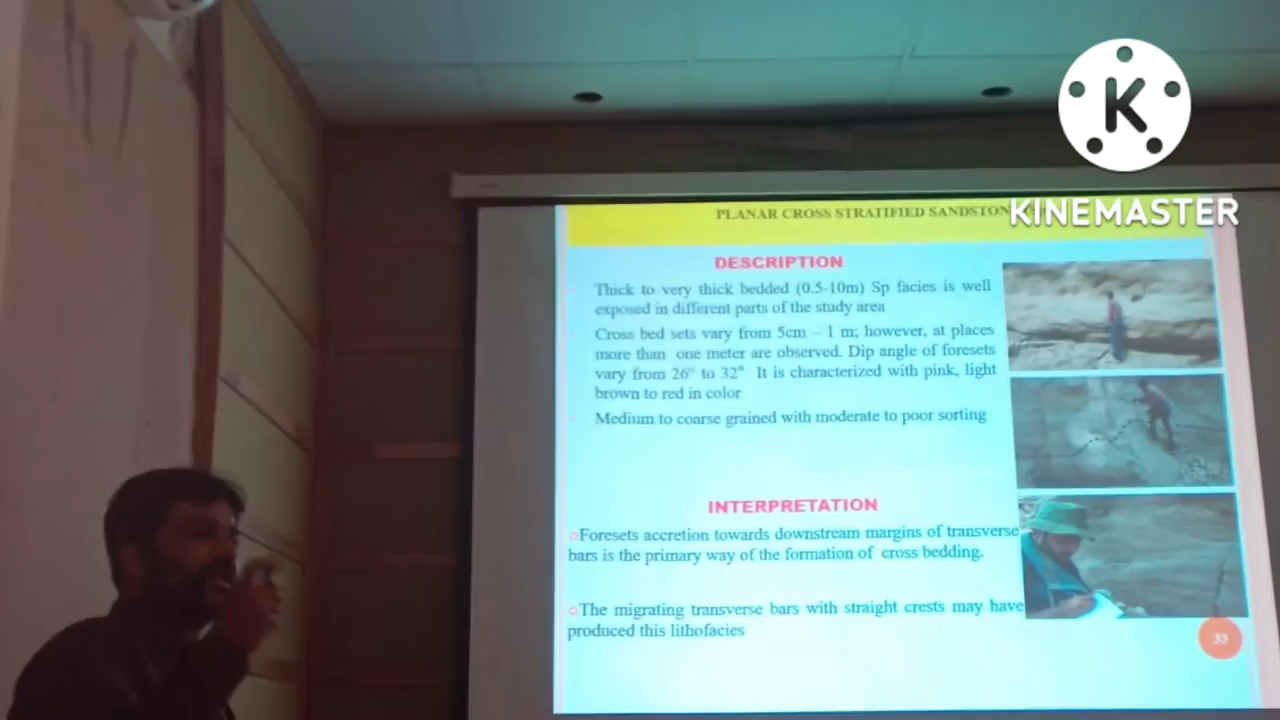 K
KINEMASTER
PLANAR CROSS STRATIFIED
DESCRIPTION
Thick to very thick bedded (0.5-10m) Sp facies is well
exposed in different parts of the study area
Cross bed sets vary from 5cm – 1 m; however, at places
more than one meter are observed. Dip angle of foresets
vary from 26° to 32° It is characterized with pink, light
brown to red in color
Medium to coarse grained with moderate to poor sorting
INTERPRETATION
Foresets accretion towards downstream margins of transverse
bars is the primary way of the formation of cross bedding.
The migrating transverse bars with straight crests may have
produced this lithofacies
33